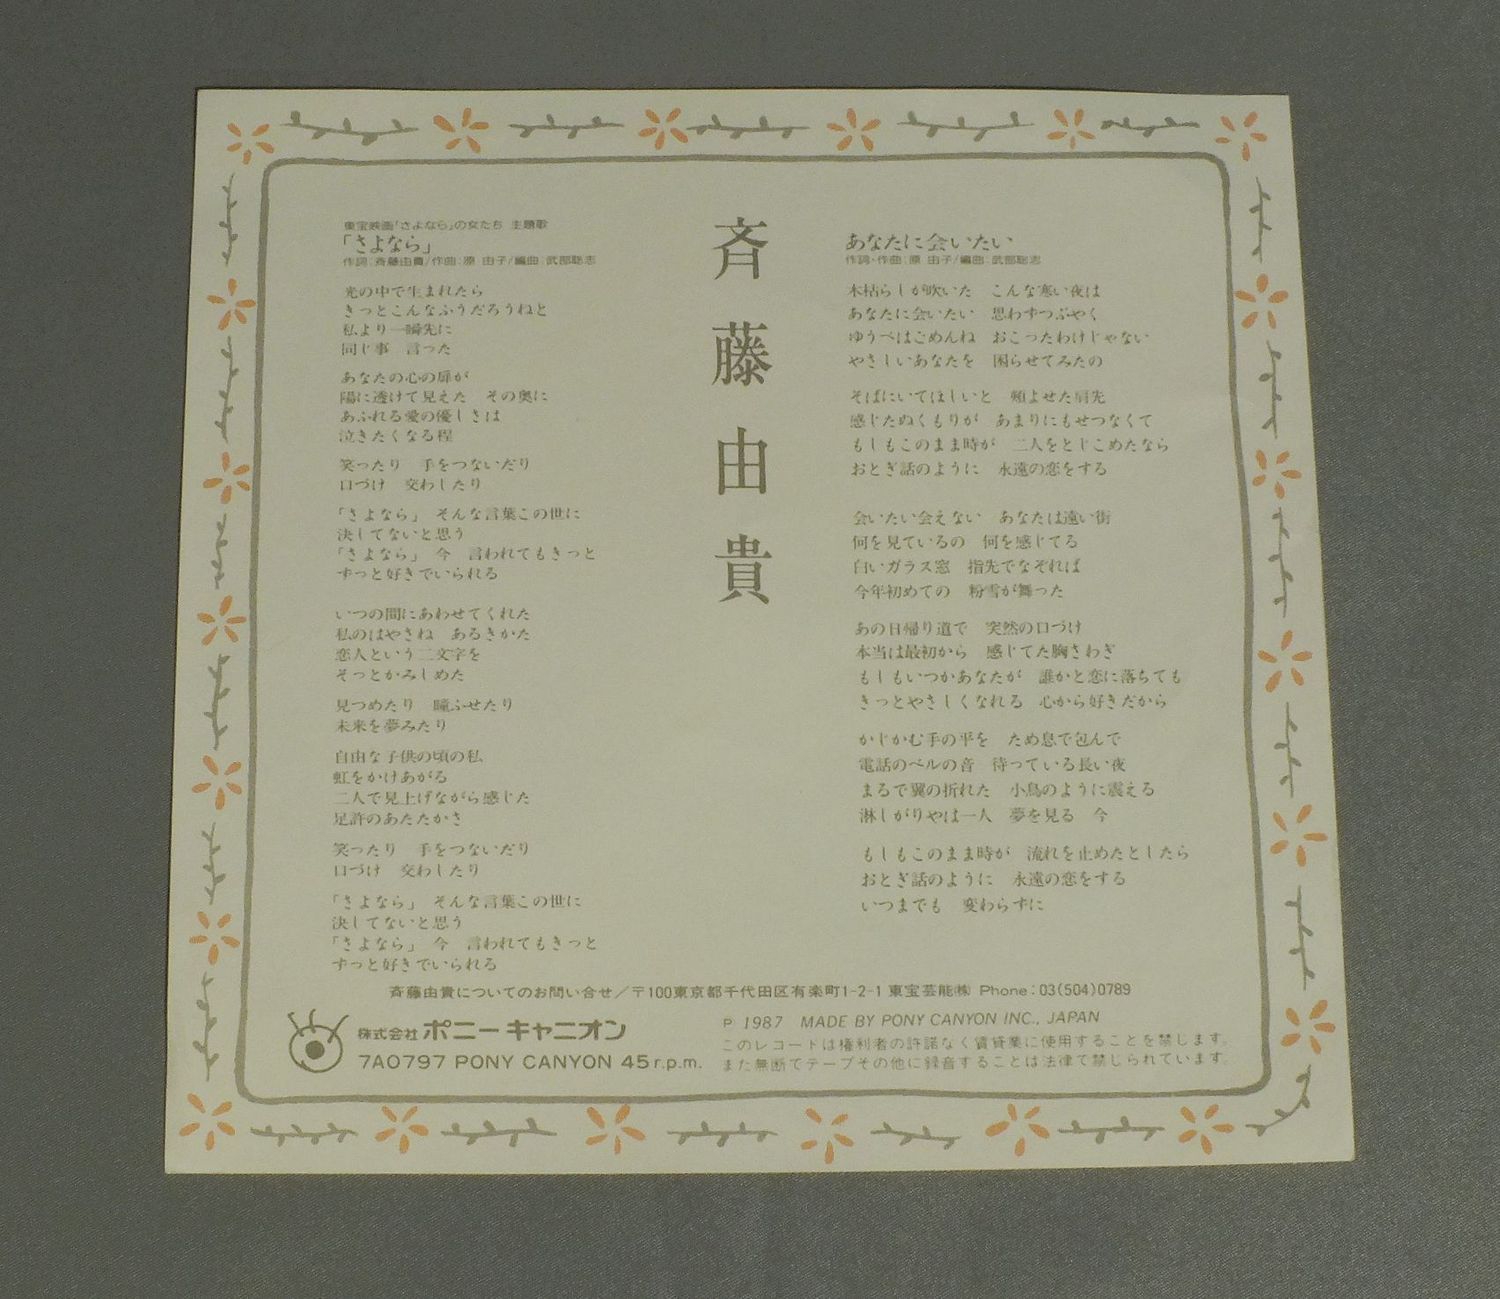 東宝映画「さよなら」の女たち 主題歌
「さよなら」
作詞：斉藤由貴/作曲：原 由子/編曲：武部聡志
光の中で生まれたら
きっとこんなふうだろうねと
私より一瞬先に
同じ事　言った
あなたの心の扉が
陽に透けて見えた　その奥に
あふれる愛の優しさは
泣きたくなる程
笑ったり　手をつないだり
口づけ　交わしたり
「さよなら」 そんな言葉この世に
決してないと思う
「さよなら」 今　言われてもきっと
ずっと好きでいられる
いつの間にあわせてくれた
私のはやさね　あるきかた
恋人という二文字を
そっとかみしめた
見つめたり　瞳ふせたり
未来を夢みたり
自由な子供の頃の私
虹をかけあがる
二人で見上げながら感じた
足許のあたたかさ
笑ったり　手をつないだり
口づけ　交わしたり
「さよなら」 そんな言葉この世に
決してないと思う
「さよなら」 今　言われてもきっと
ずっと好きでいられる
斉藤由貴
あなたに会いたい
作詞・作曲：原 由子/編曲：武部聡志
木枯らしが吹いた　こんな寒い夜は
あなたに会いたい　思わずつぶやく
ゆうべはごめんね　おこったわけじゃない
やさしいあなたを　困らせてみたの
そばにいてほしいと　頬よせた肩先
感じたぬくもりが　あまりにもせつなくて
もしもこのまま時が　二人をとじこめたなら
おとぎ話のように　永遠の恋をする
会いたい会えない　あなたは遠い街
何を見ているの　何を感じてる
白いガラス窓　指先でなぞれば
今年初めての　粉雪が舞った
あの日帰り道で　突然の口づけ
本当は最初から　感じてた胸さわぎ
もしもいつかあなたが　誰かと恋に落ちても
きっとやさしくなれる　心から好きだから
かじかむ手の平を　ため息で包んで
電話のベルの音　待っている長い夜
まるで翼の折れた　小鳥のように震える
淋しがりやは一人　夢を見る　今
もしもこのまま時が　流れを止めたとしたら
おとぎ話のように　永遠の恋をする
いつまでも　変わらずに
斉藤由貴についてのお問い合せ／〒100東京都千代田区有楽町1-2-1 東宝芸能㈱ Phone：03(504)0789
株式会社 ポニーキャニオン
7A0797 PONY CANYON 45 r.p.m.
P 1987 MADE BY PONY CANYON INC., JAPAN
このレコードは権利者の許諾なく賃貸業に使用することを禁じます。
また無断でテープその他に録音することは法律で禁じられています。